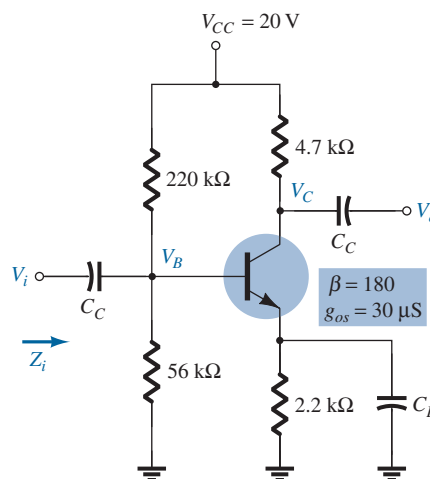 V_CC = 20 V
4.7 kΩ
220 kΩ
V_C
C_C
V_B
V_i
C_C
β = 180
g_os = 30 µS
Z_i
56 kΩ
2.2 kΩ